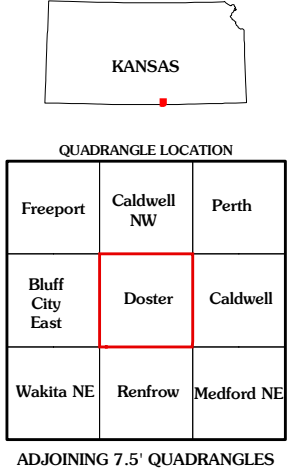 KANSAS
QUADRANGLE LOCATION
Freeport
Caldwell
NW
Perth
Bluff
City
East
Doster
Caldwell
Wakita NE
Renfrow
Medford NE
ADJOINING 7.5' QUADRANGLES